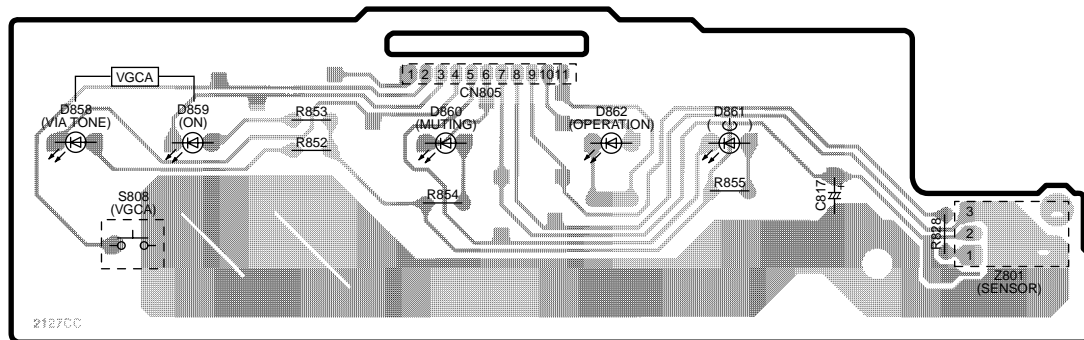 VGCA
D858
(VIA TONE)
D859
(ON)
R853
R852
1 2 3 4 5 6 7 8 9 10 11
CN805
D860
(MUTING)
D862
(OPERATION)
D861
R854
R855
C817
+
S808
(VGCA)
R828
3
2
1
Z801
(SENSOR)
2127CC